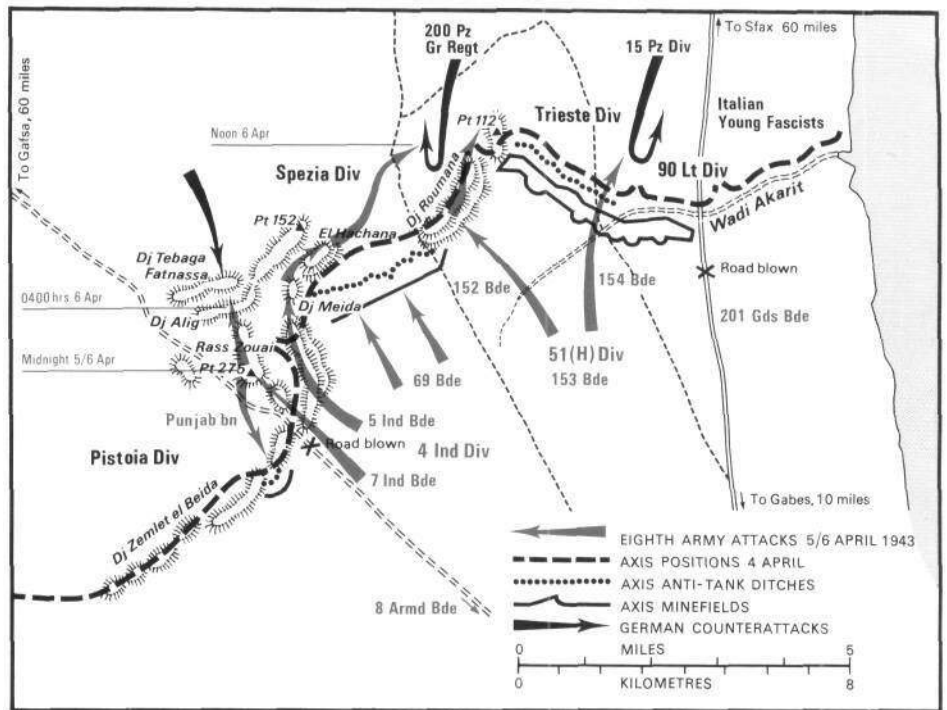 To Gafsa, 60 miles
200 Pz
Gr Regt
15 Pz Div
To Sfax 60 miles
Pt 112
Trieste Div
Italian
Young Fascists
Noon 6 Apr
Spezia Div
90 Lt Div
Wadi Akarit
Dj Roumana
Pt 152
El Hachana
Dj Tebaga
Fatnassa
0400 hrs 6 Apr
Dj Alig
Dj Meida
152 Bde
154 Bde
Road blown
201 Gds Bde
Rass Zouai
Midnight 5/6 Apr
Pt 275
69 Bde
51(H) Div
153 Bde
Punjab bn
5 Ind Bde
Road blown
4 Ind Div
Pistoia Div
7 Ind Bde
Dj Zemlet el Beida
To Gabes, 10 miles
8 Armd Bde
EIGHTH ARMY ATTACKS 5/6 APRIL 1943
AXIS POSITIONS 4 APRIL
AXIS ANTI-TANK DITCHES
AXIS MINEFIELDS
GERMAN COUNTERATTACKS
0 MILES 5
0 KILOMETRES 8